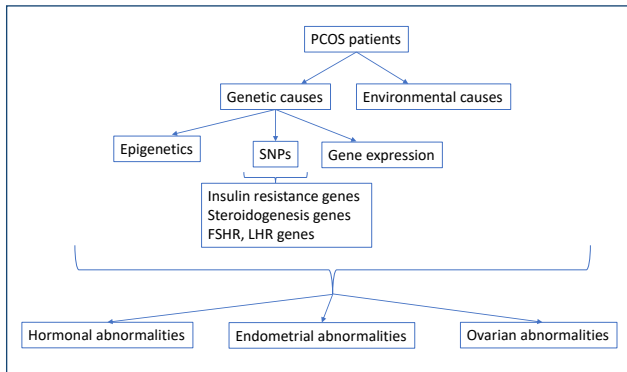 PCOS patients
Genetic causes
Environmental causes
Epigenetics
SNPs
Gene expression
Insulin resistance genes
Steroidogenesis genes
FSHR, LHR genes
Hormonal abnormalities
Endometrial abnormalities
Ovarian abnormalities